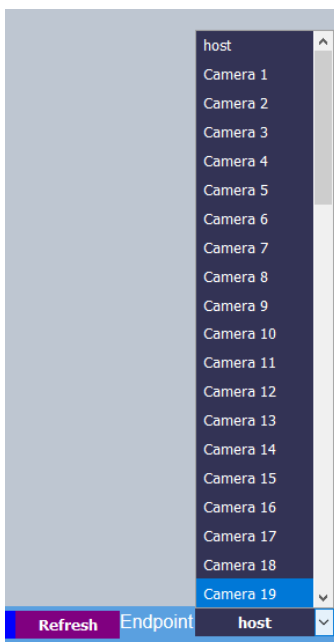 host
Camera 1
Camera 2
Camera 3
Camera 4
Camera 5
Camera 6
Camera 7
Camera 8
Camera 9
Camera 10
Camera 11
Camera 12
Camera 13
Camera 14
Camera 15
Camera 16
Camera 17
Camera 18
Camera 19
Refresh Endpoint host